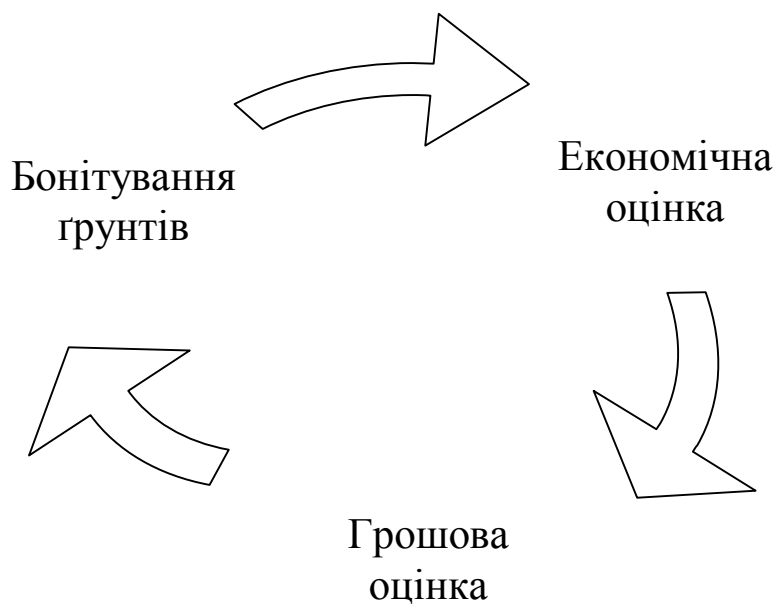 Бонітування
ґрунтів
Економічна
оцінка
Грошова
оцінка